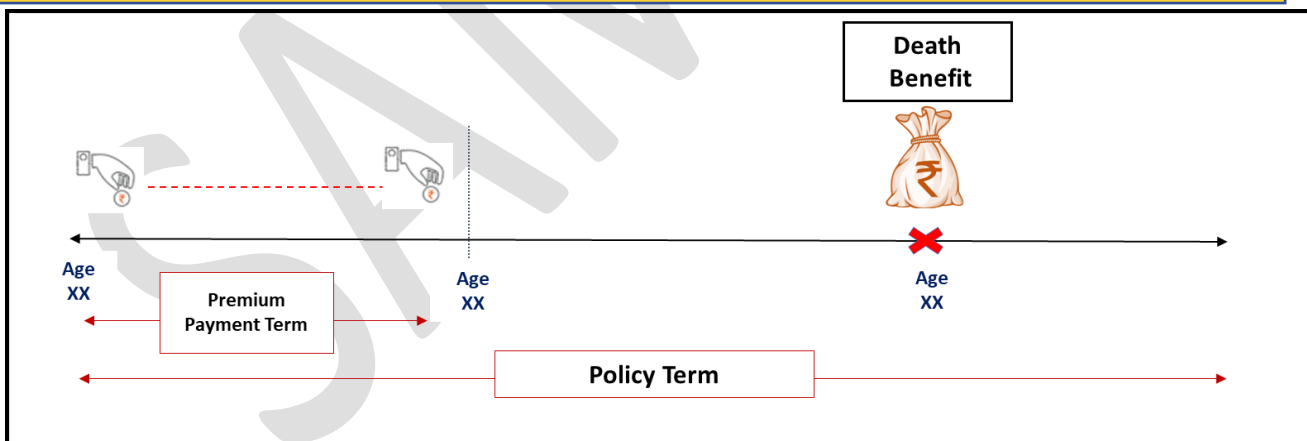 Death
Benefit
₹
₹
₹
Age
XX
Age
XX
Age
XX
Premium
Payment Term
Policy Term